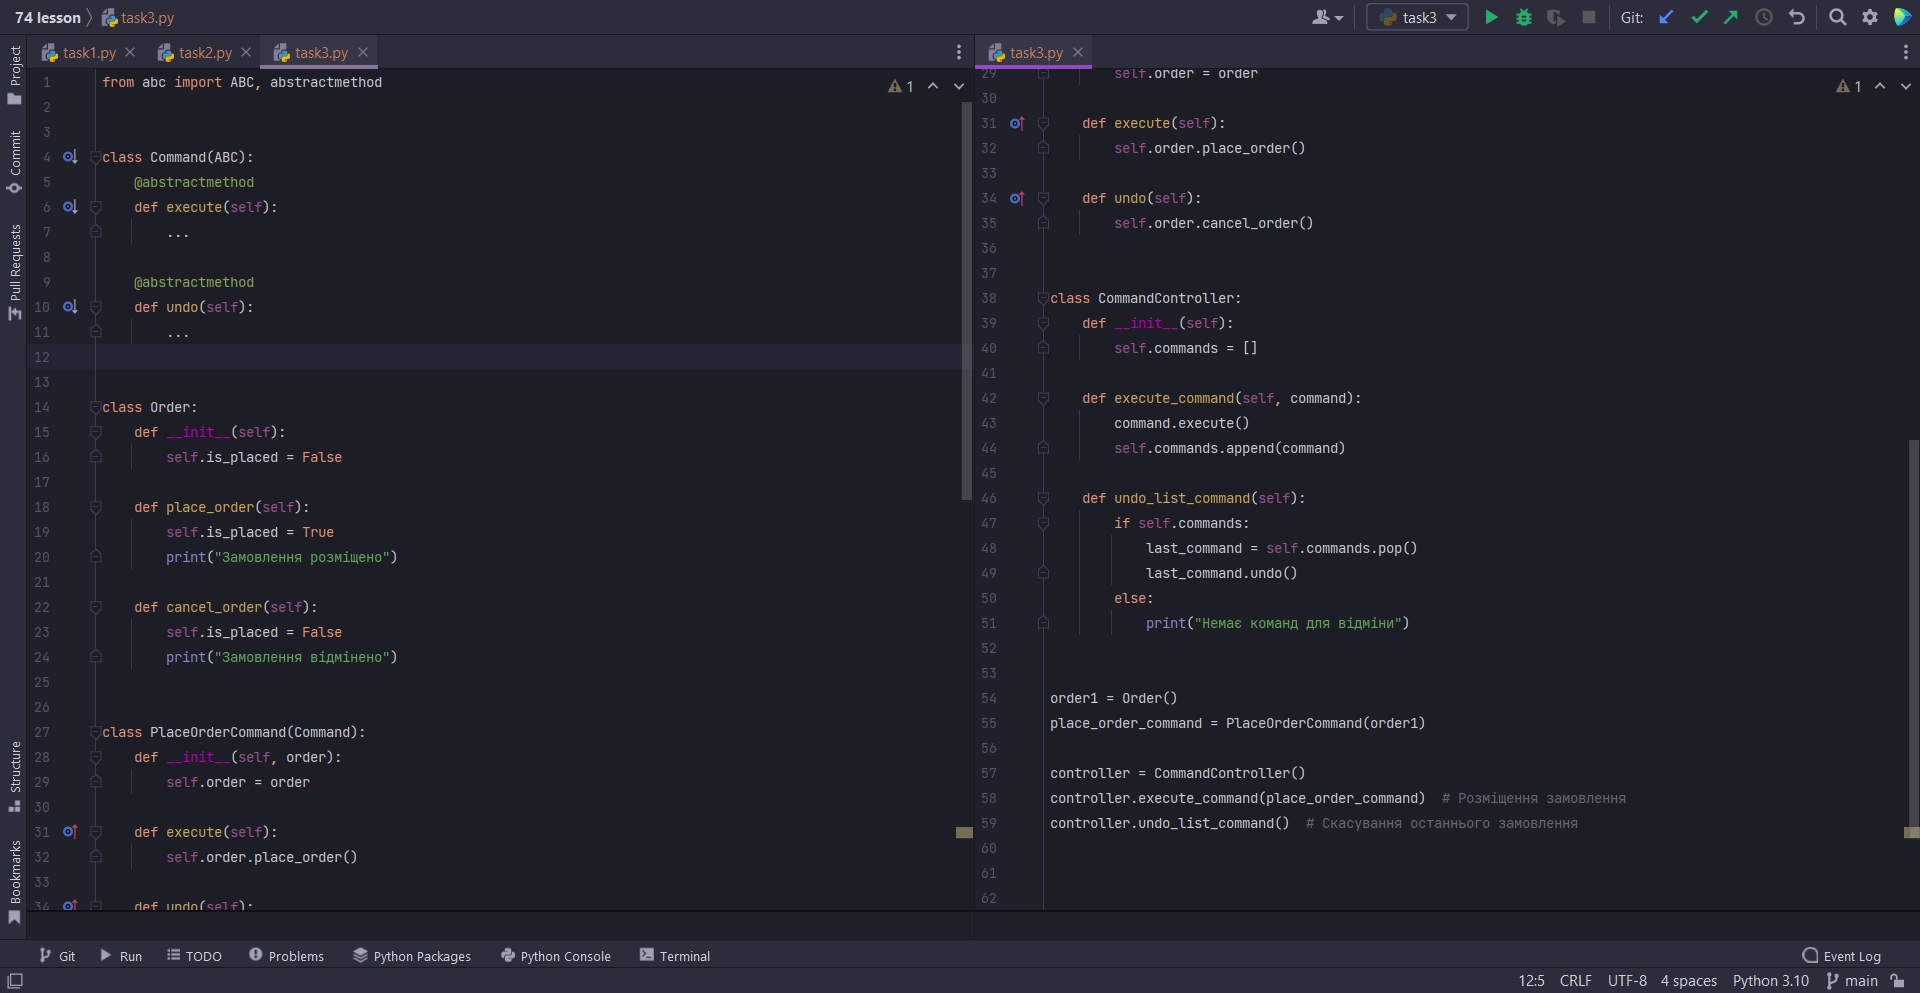 74 lesson
task3.py
task3
Git:
Project
Commit
Pull Requests
Structure
Bookmarks
task1.py
task2.py
task3.py
1
1 from abc import ABC, abstractmethod
2
3
4 class Command(ABC):
5     @abstractmethod
6     def execute(self):
7         ...
8
9     @abstractmethod
10     def undo(self):
11         ...
12
13
14 class Order:
15     def __init__(self):
16         self.is_placed = False
17
18     def place_order(self):
19         self.is_placed = True
20         print("Замовлення розміщено")
21
22     def cancel_order(self):
23         self.is_placed = False
24         print("Замовлення відмінено")
25
26
27 class PlaceOrderCommand(Command):
28     def __init__(self, order):
29         self.order = order
30
31     def execute(self):
32         self.order.place_order()
33
34     def undo(self):
task3.py
1
29         self.order = order
30
31     def execute(self):
32         self.order.place_order()
33
34     def undo(self):
35         self.order.cancel_order()
36
37
38 class CommandController:
39     def __init__(self):
40         self.commands = []
41
42     def execute_command(self, command):
43         command.execute()
44         self.commands.append(command)
45
46     def undo_list_command(self):
47         if self.commands:
48             last_command = self.commands.pop()
49             last_command.undo()
50         else:
51             print("Немає команд для відміни")
52
53
54 order1 = Order()
55 place_order_command = PlaceOrderCommand(order1)
56
57 controller = CommandController()
58 controller.execute_command(place_order_command)  # Розміщення замовлення
59 controller.undo_list_command()  # Скасування останнього замовлення
60
61
62
Git Run TODO Problems Python Packages Python Console Terminal Event Log
12:5 CRLF UTF-8 4 spaces Python 3.10 main